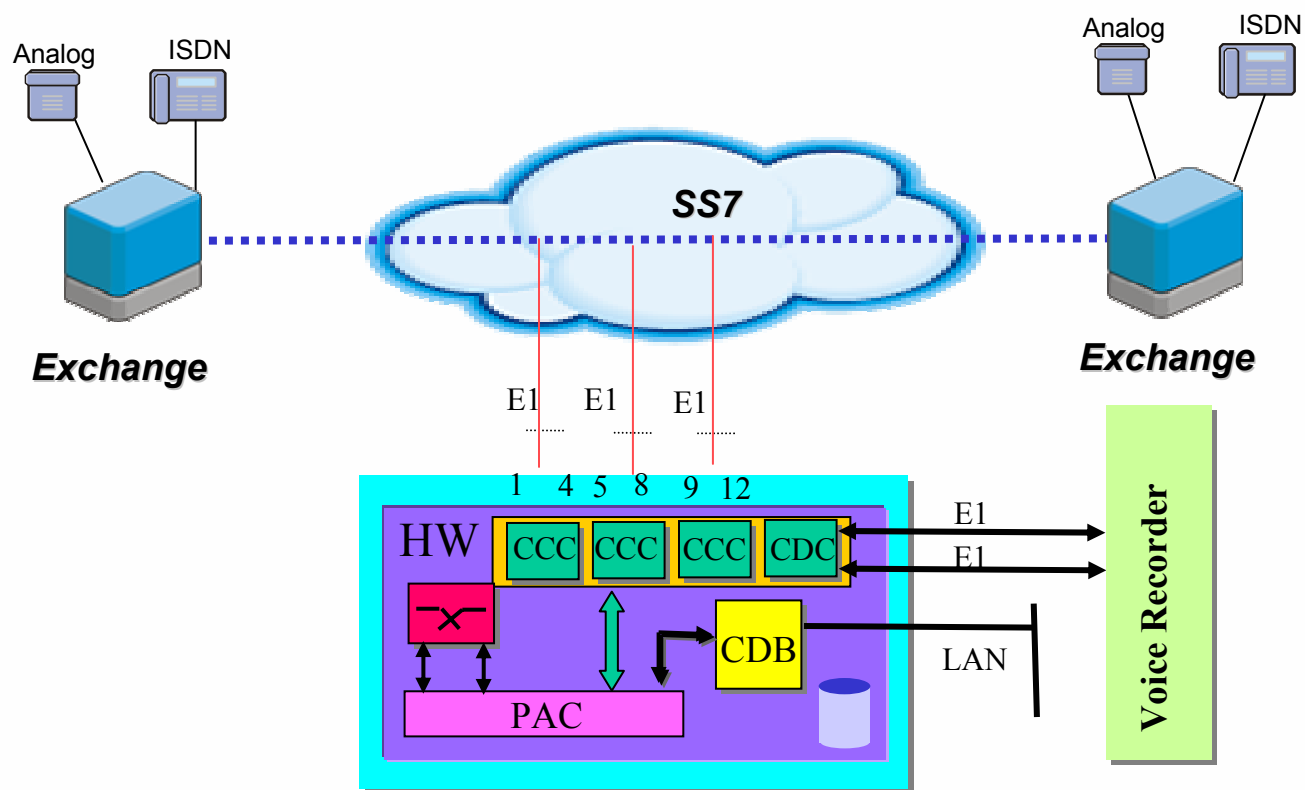 Analog ISDN
Analog ISDN
SS7
Exchange
Exchange
E1 E1 E1
1 4 5 8 9 12
HW CCC CCC CCC CDC
E1
E1
CDB
LAN
PAC
Voice Recorder